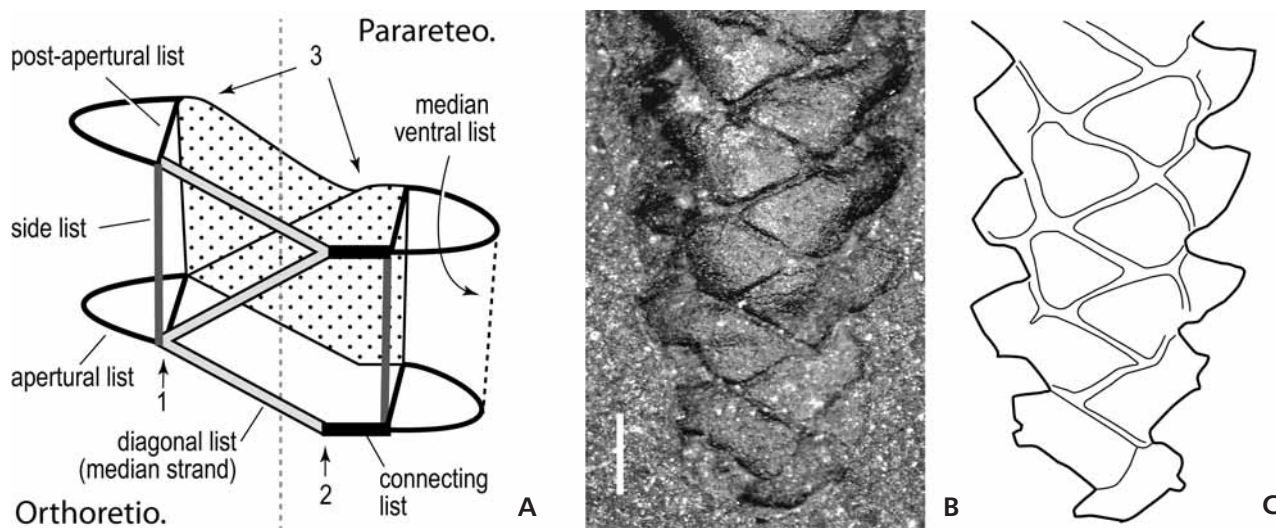 Parareteo.
post-apertural list
3
median
ventral list
side list
apertural list
1
diagonal list
(median strand)
2
connecting
list
Orthoretio.
A
B
C